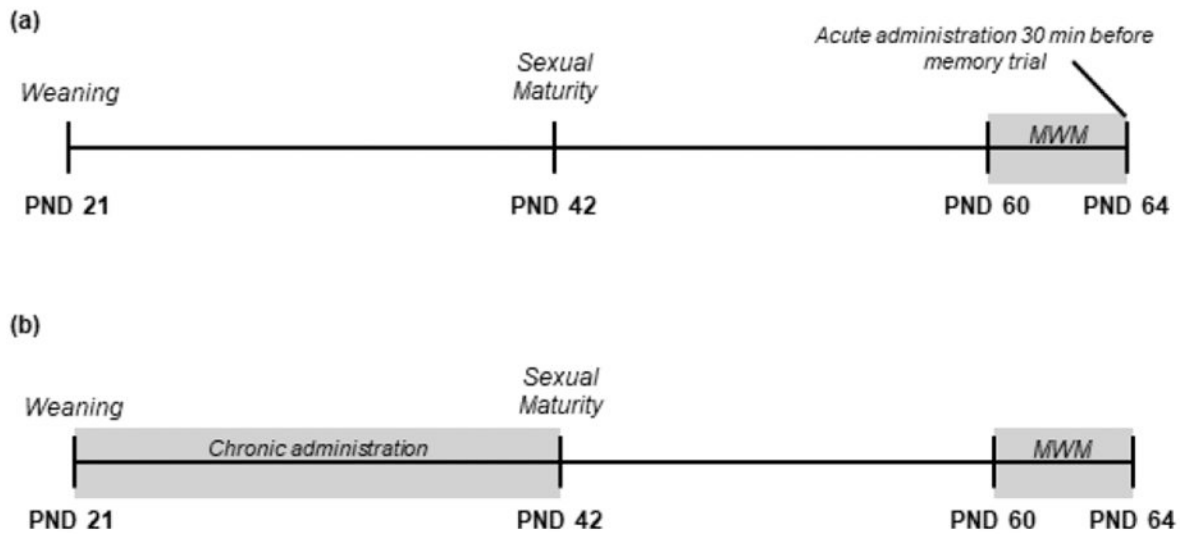 (a)
Acute administration 30 min before
memory trial
Sexual
Maturity
Weaning
MWM
PND 21
PND 42
PND 60
PND 64
(b)
Sexual
Maturity
Weaning
Chronic administration
MWM
PND 21
PND 42
PND 60
PND 64